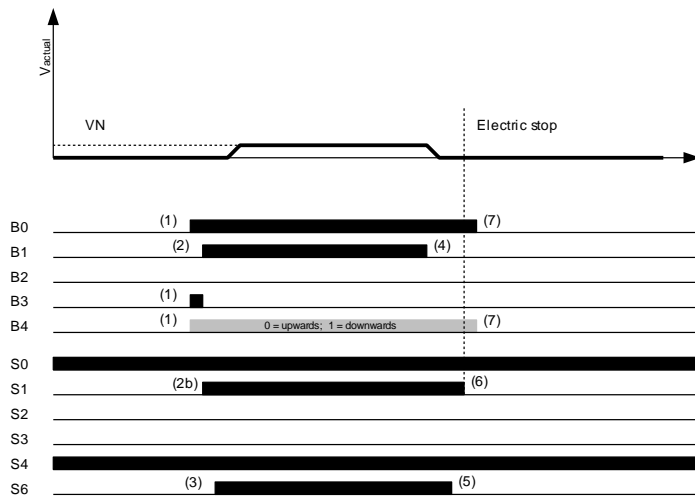 Vactual
VN Electric stop
B0 (1) (7)
B1 (2) (4)
B2
B3 (1)
B4 (1) 0 = upwards; 1 = downwards (7)
S0
S1 (2b) (6)
S2
S3
S4
S6 (3) (5)